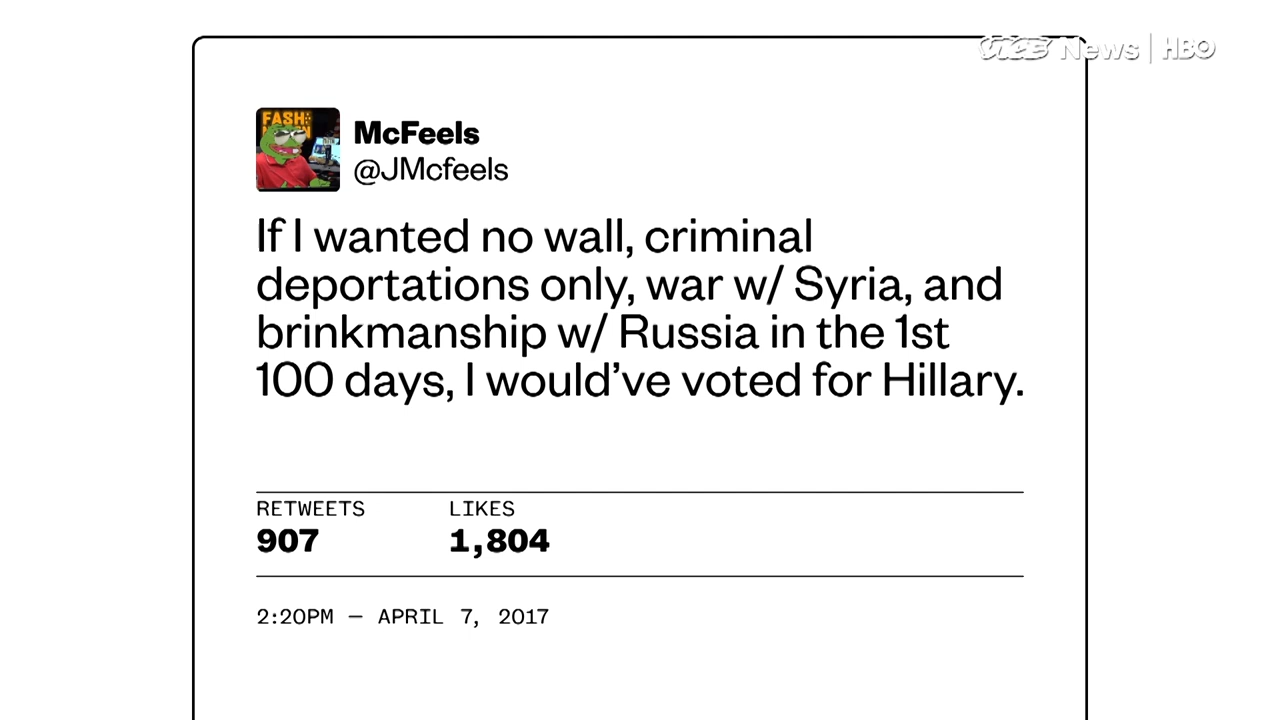 VICE News | HBO
FASH:
McFeels
@JMcfeels
If I wanted no wall, criminal
deportations only, war w/ Syria, and
brinkmanship w/ Russia in the 1st
100 days, I would’ve voted for Hillary.
RETWEETS LIKES
907 1,804
2:20PM — APRIL 7, 2017